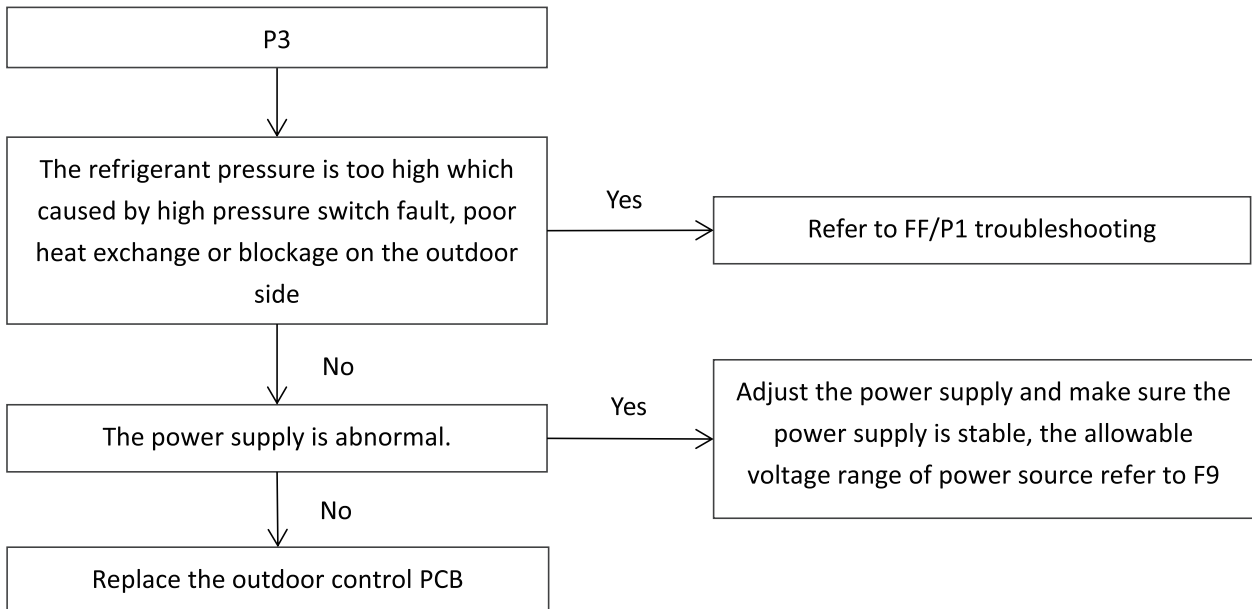 P3
The refrigerant pressure is too high which
caused by high pressure switch fault, poor
heat exchange or blockage on the outdoor
side
Yes
Refer to FF/P1 troubleshooting
No
The power supply is abnormal.
Yes
Adjust the power supply and make sure the
power supply is stable, the allowable
voltage range of power source refer to F9
No
Replace the outdoor control PCB